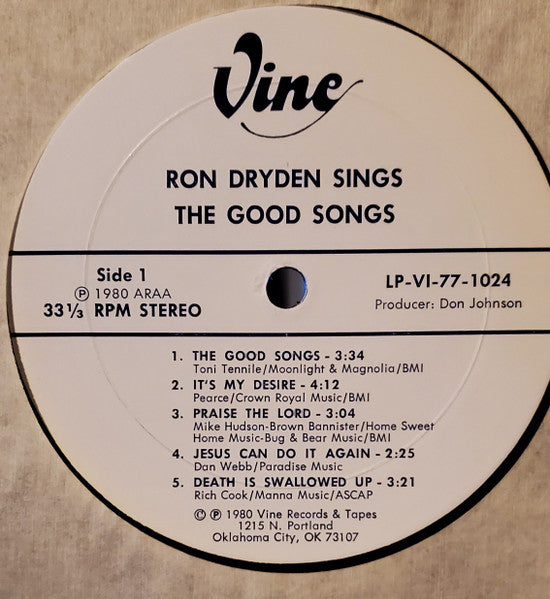 Vine
RON DRYDEN SINGS
THE GOOD SONGS
Side 1
Ⓟ 1980 ARAA
33 1/3 RPM STEREO
LP-VI-77-1024
Producer: Don Johnson
1. THE GOOD SONGS - 3:34
Toni Tennile/Moonlight & Magnolia/BMI
2. IT'S MY DESIRE - 4:12
Pearce/Crown Royal Music/BMI
3. PRAISE THE LORD - 3:04
Mike Hudson-Brown Bannister/Home Sweet
Home Music-Bug & Bear Music/BMI
4. JESUS CAN DO IT AGAIN - 2:25
Dan Webb/Paradise Music
5. DEATH IS SWALLOWED UP - 3:21
Rich Cook/Manna Music/ASCAP
© Ⓟ 1980 Vine Records & Tapes
1215 N. Portland
Oklahoma City, OK 73107